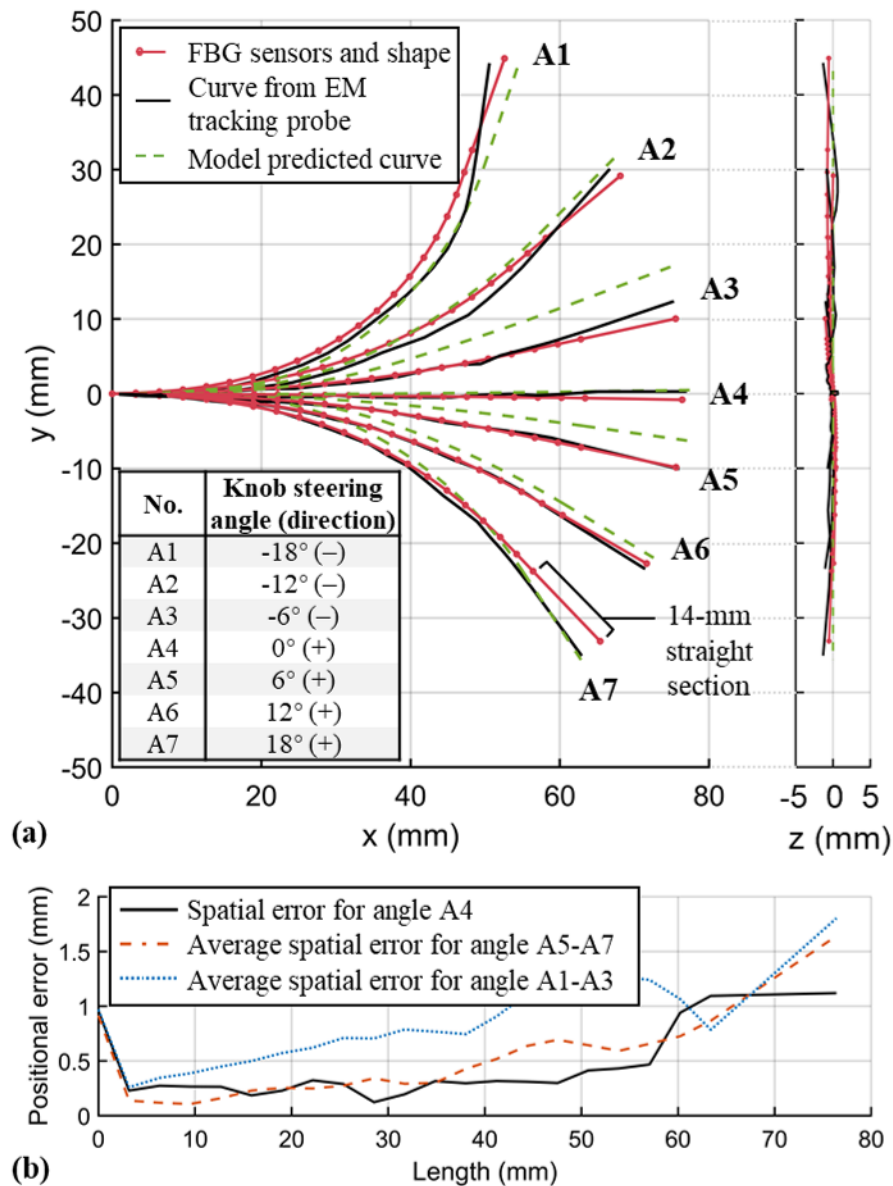 50
40
30
20
10
0
-10
-20
-30
-40
-50
y (mm)
FBG sensors and shape
Curve from EM
tracking probe
Model predicted curve
A1
A2
A3
A4
A5
A6
A7
14-mm
straight
section
No. Knob steering angle (direction)
A1 -18° (–)
A2 -12° (–)
A3 -6° (–)
A4 0° (+)
A5 6° (+)
A6 12° (+)
A7 18° (+)
0 20 40 60 80
x (mm)
-5 0 5
z (mm)
(a)
2
1.5
1
0.5
0
Positional error (mm)
Spatial error for angle A4
Average spatial error for angle A5-A7
Average spatial error for angle A1-A3
0 10 20 30 40 50 60 70 80
Length (mm)
(b)